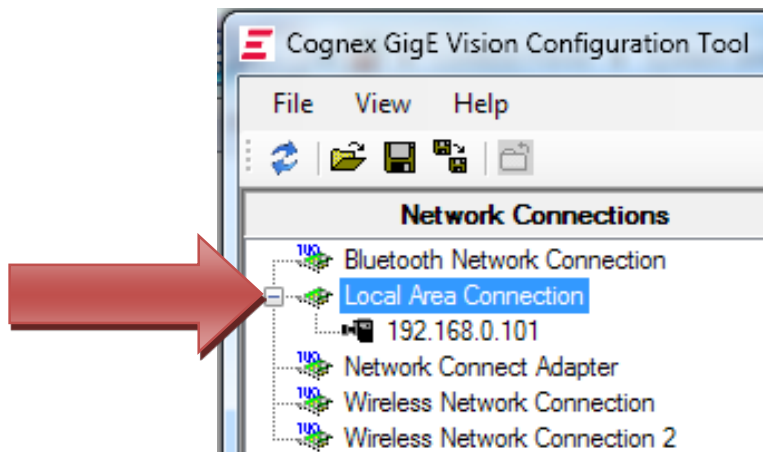 Cognex GigE Vision Configuration Tool
File View Help
Network Connections
Bluetooth Network Connection
Local Area Connection
192.168.0.101
Network Connect Adapter
Wireless Network Connection
Wireless Network Connection 2